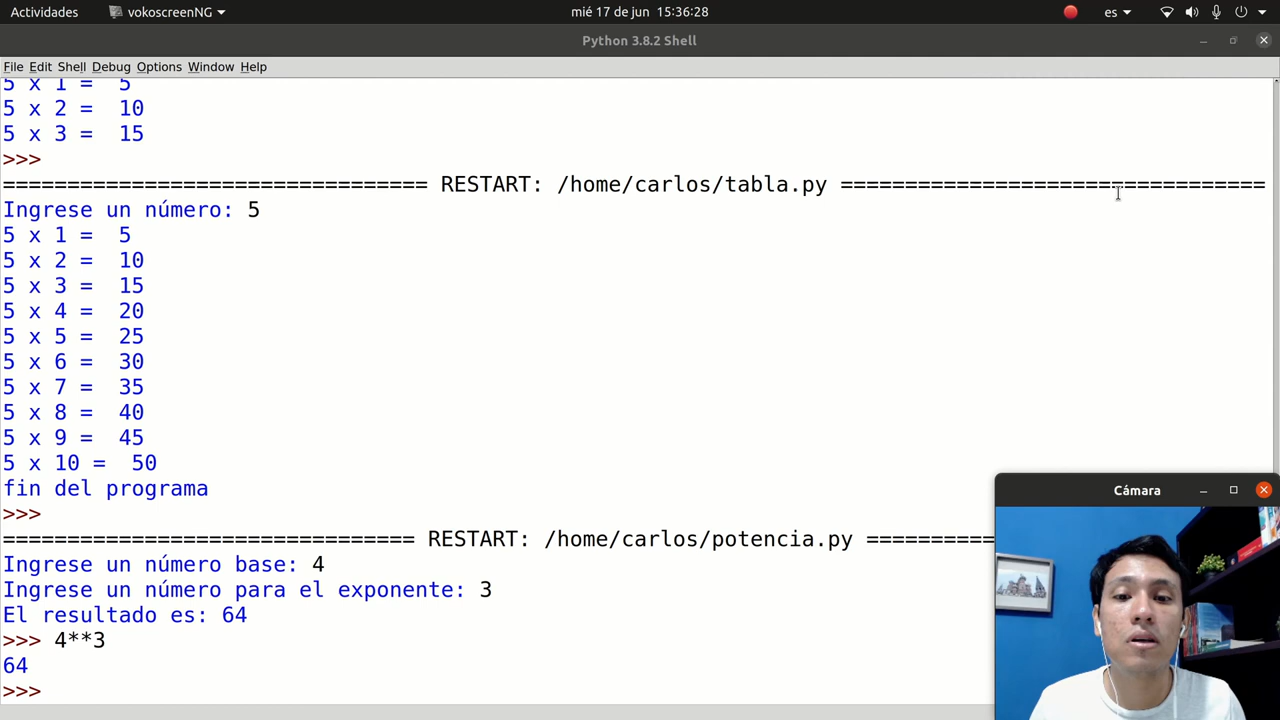 Actividades vokoscreenNG mié 17 de jun 15:36:28 es
Python 3.8.2 Shell
File Edit Shell Debug Options Window Help
5 x 1 =  5
5 x 2 =  10
5 x 3 =  15
>>>
================================= RESTART: /home/carlos/tabla.py =================================
Ingrese un número: 5
5 x 1 =  5
5 x 2 =  10
5 x 3 =  15
5 x 4 =  20
5 x 5 =  25
5 x 6 =  30
5 x 7 =  35
5 x 8 =  40
5 x 9 =  45
5 x 10 =  50
fin del programa
>>>
================================ RESTART: /home/carlos/potencia.py ==========
Ingrese un número base: 4
Ingrese un número para el exponente: 3
El resultado es: 64
>>> 4**3
64
>>>
Cámara